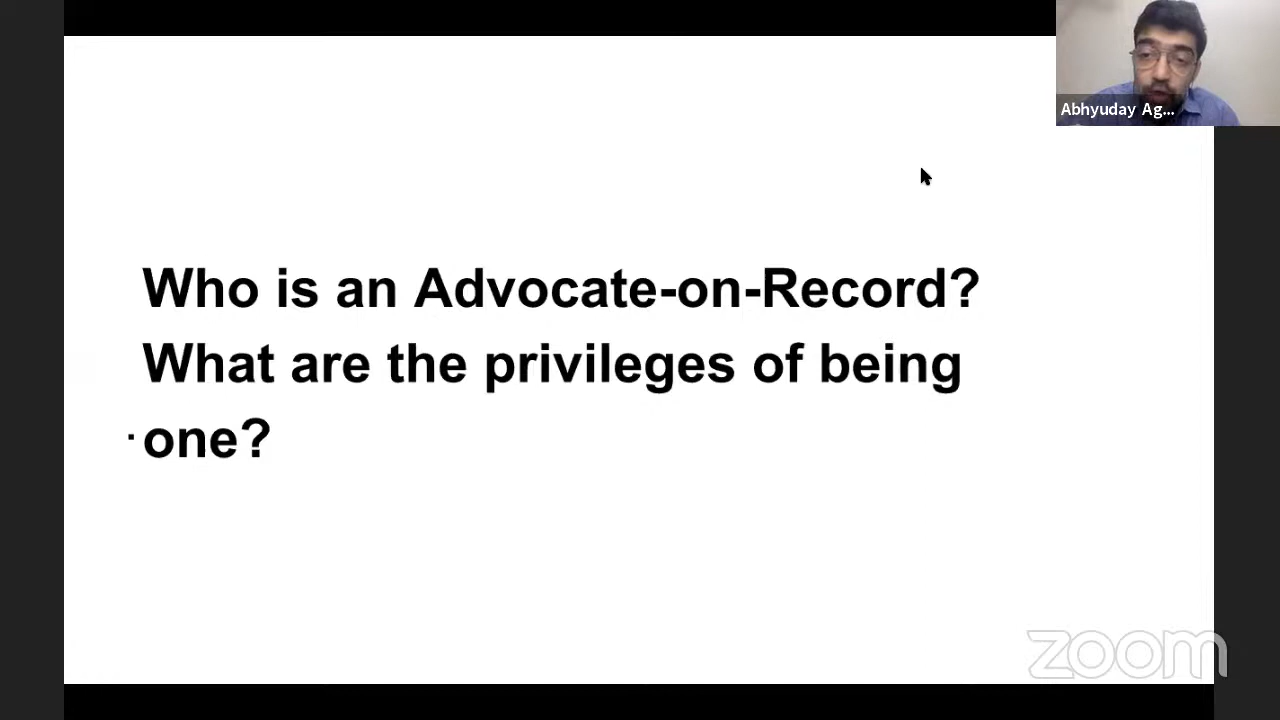 Abhyuday Ag...
Who is an Advocate-on-Record?
What are the privileges of being
one?
zoom